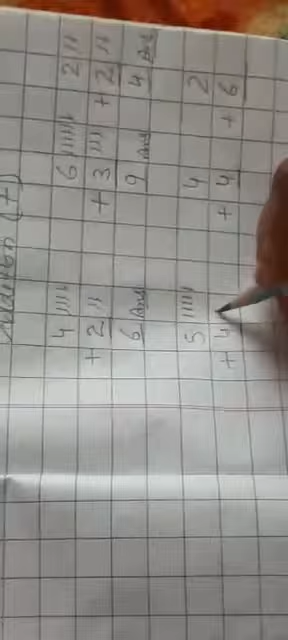 Addition (+)
4 |||| 6 |||||| 2 ||
+ 2 || + 3 ||| + 2 ||
6 Ans 9 Ans 4 Ans
5 ||||| 4 2
+ 4 + 4 + 6